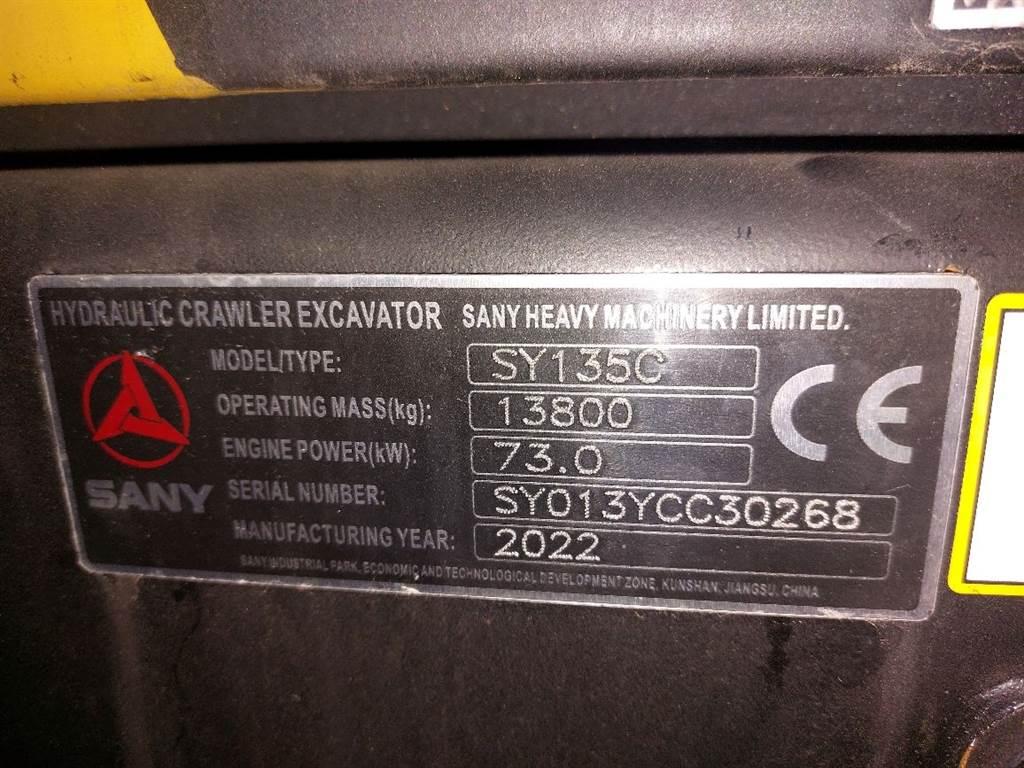 HYDRAULIC CRAWLER EXCAVATOR SANY HEAVY MACHINERY LIMITED.
MODEL/TYPE: SY135C
OPERATING MASS(kg): 13800
ENGINE POWER(kW): 73.0
SERIAL NUMBER: SY013YCC30268
MANUFACTURING YEAR: 2022
SANY INDUSTRIAL PARK, ECONOMIC AND TECHNOLOGICAL DEVELOPMENT ZONE, KUNSHAN, JIANGSU, CHINA
SANY
CE